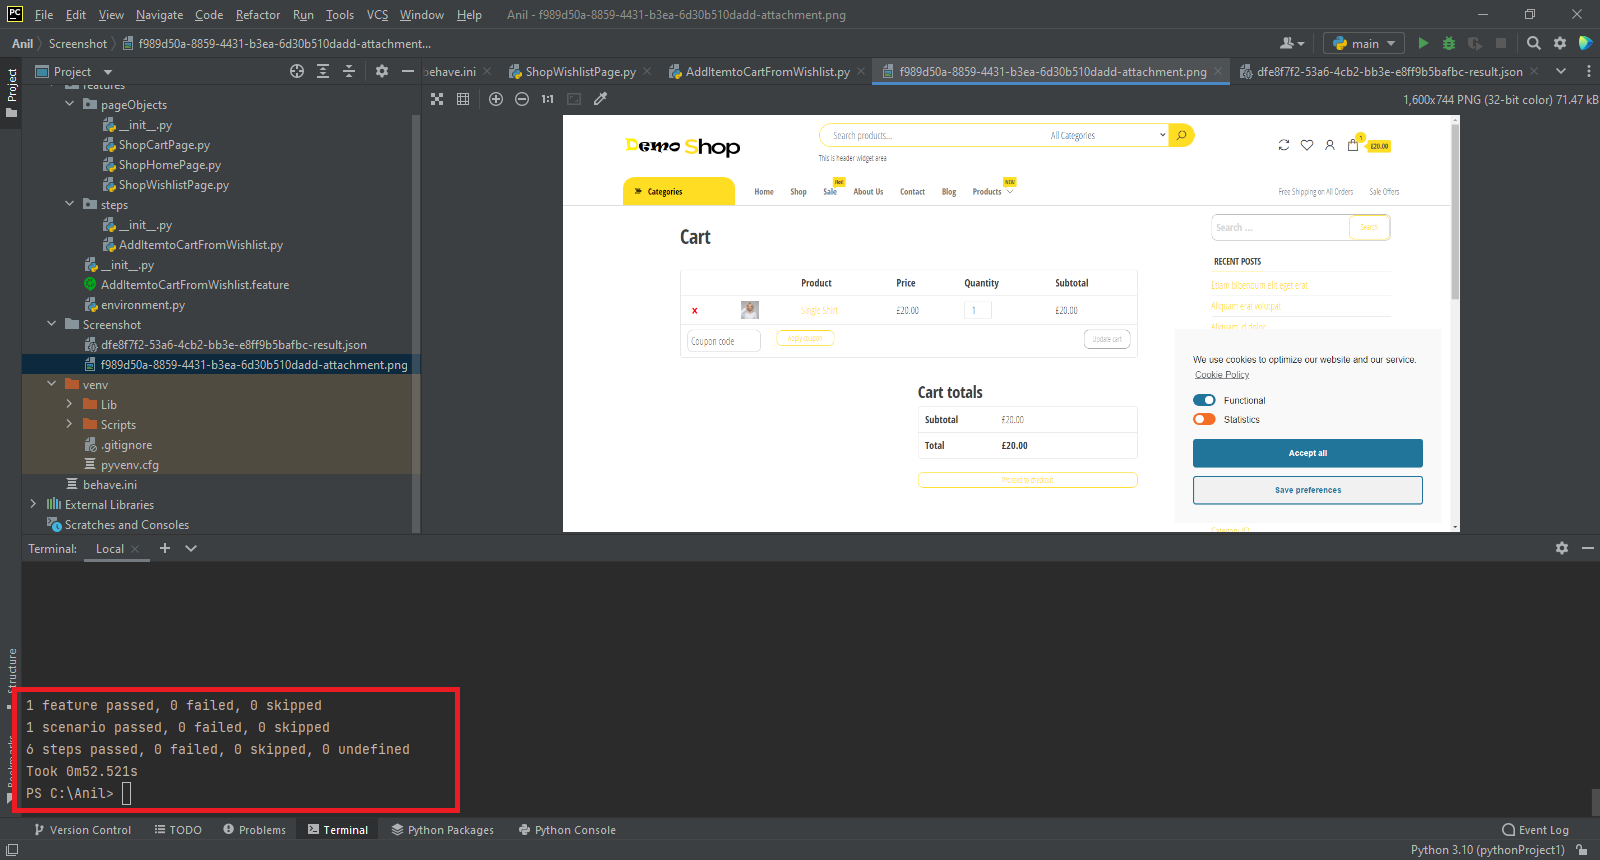 PC File Edit View Navigate Code Refactor Run Tools VCS Window Help Anil - f989d50a-8859-4431-b3ea-6d30b510dadd-attachment.png
Anil Screenshot f989d50a-8859-4431-b3ea-6d30b510dadd-attachment... main
Project
Project
behave.ini ShopWishlistPage.py AddItemtoCartFromWishlist.py f989d50a-8859-4431-b3ea-6d30b510dadd-attachment.png dfe8f7f2-53a6-4cb2-bb3e-e8ff9b5bafbc-result.json
1:1 1,600x744 PNG (32-bit color) 71.47 kB
features
pageObjects
__init__.py
ShopCartPage.py
ShopHomePage.py
ShopWishlistPage.py
steps
__init__.py
AddItemtoCartFromWishlist.py
__init__.py
AddItemtoCartFromWishlist.feature
environment.py
Screenshot
dfe8f7f2-53a6-4cb2-bb3e-e8ff9b5bafbc-result.json
f989d50a-8859-4431-b3ea-6d30b510dadd-attachment.png
venv
Lib
Scripts
.gitignore
pyvenv.cfg
behave.ini
External Libraries
Scratches and Consoles
Demo Shop
Search products... All Categories
This is header widget area
1
£20.00
Categories
Home Shop Sale Hot! About Us Contact Blog Products NEW
Free Shipping on All Orders Sale Offers
Cart
Product Price Quantity Subtotal
x Single Shirt £20.00 1 £20.00
Coupon code Apply coupon Update cart
Cart totals
Subtotal £20.00
Total £20.00
Proceed to checkout
Search ... Search
RECENT POSTS
Etiam bibendum elit eget erat
Aliquam erat volutpat
Aliquam id dolor
We use cookies to optimize our website and our service.
Cookie Policy
Functional
Statistics
Accept all
Save preferences
Terminal: Local
Structure
Bookmarks
1 feature passed, 0 failed, 0 skipped
1 scenario passed, 0 failed, 0 skipped
6 steps passed, 0 failed, 0 skipped, 0 undefined
Took 0m52.521s
PS C:\Anil>
Version Control TODO Problems Terminal Python Packages Python Console Event Log
Python 3.10 (pythonProject1)